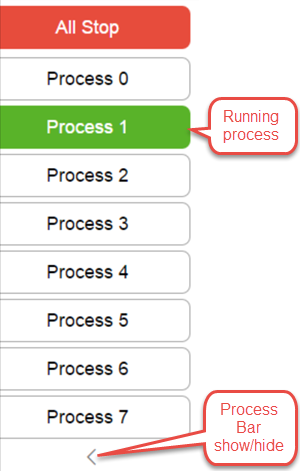 All Stop
Process 0
Process 1
Running
process
Process 2
Process 3
Process 4
Process 5
Process 6
Process 7
Process
Bar
show/hide